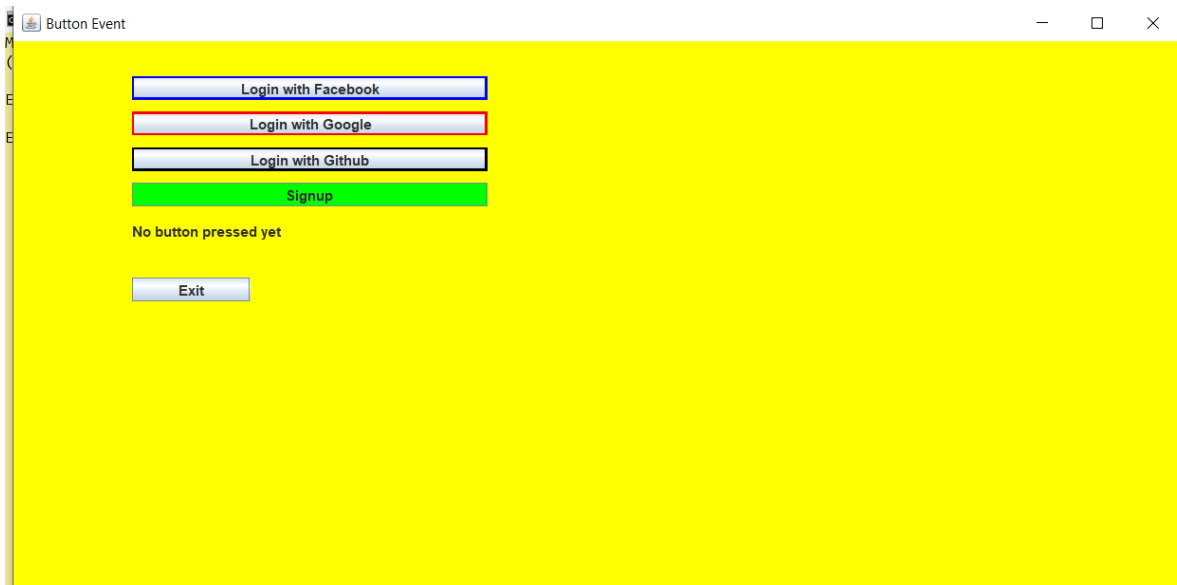 Button Event
Login with Facebook
Login with Google
Login with Github
Signup
No button pressed yet
Exit